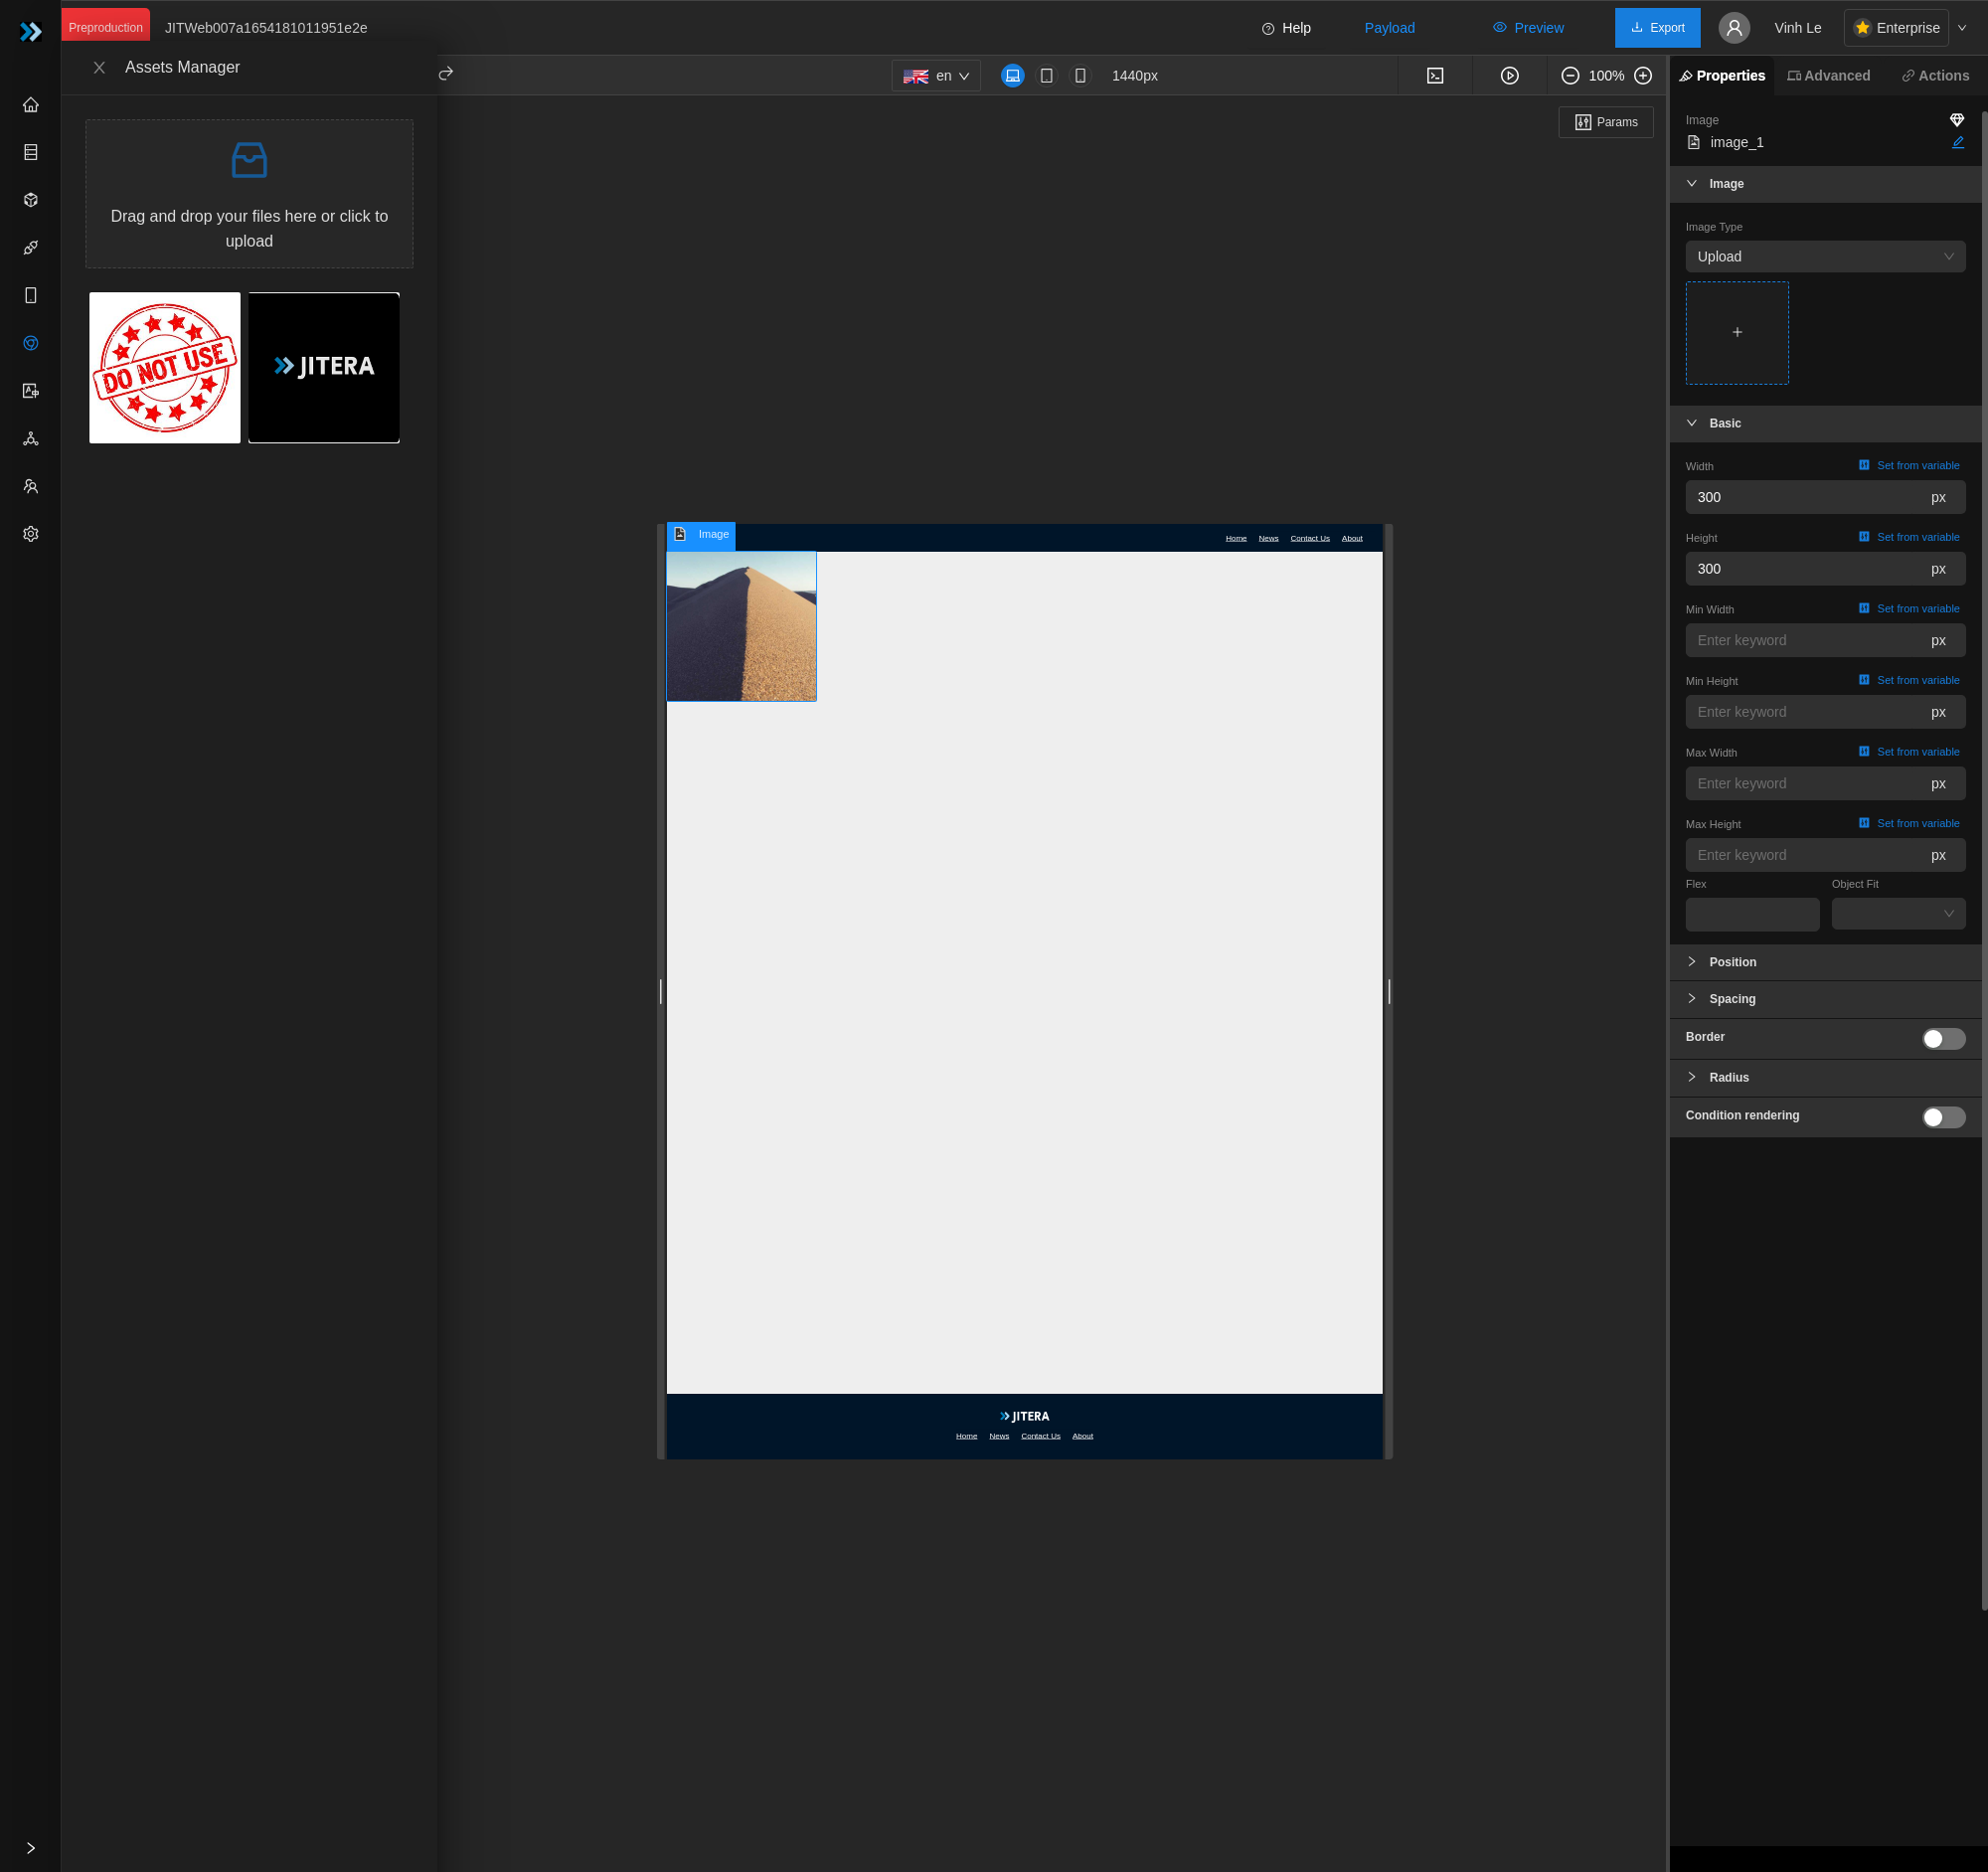 Preproduction
JITWeb007a1654181011951e2e
Help
Payload
Preview
Export
Vinh Le
Enterprise
Assets Manager
en
1440px
100%
Properties
Advanced
Actions
Drag and drop your files here or click to
upload
DO NOT USE
JITERA
Params
Image
image_1
Image
Image Type
Upload
Basic
Width
Set from variable
300
px
Height
Set from variable
300
px
Min Width
Set from variable
Enter keyword
px
Min Height
Set from variable
Enter keyword
px
Max Width
Set from variable
Enter keyword
px
Max Height
Set from variable
Enter keyword
px
Flex
Object Fit
Position
Spacing
Border
Radius
Condition rendering
Image
Home
News
Contact Us
About
JITERA
Home
News
Contact Us
About